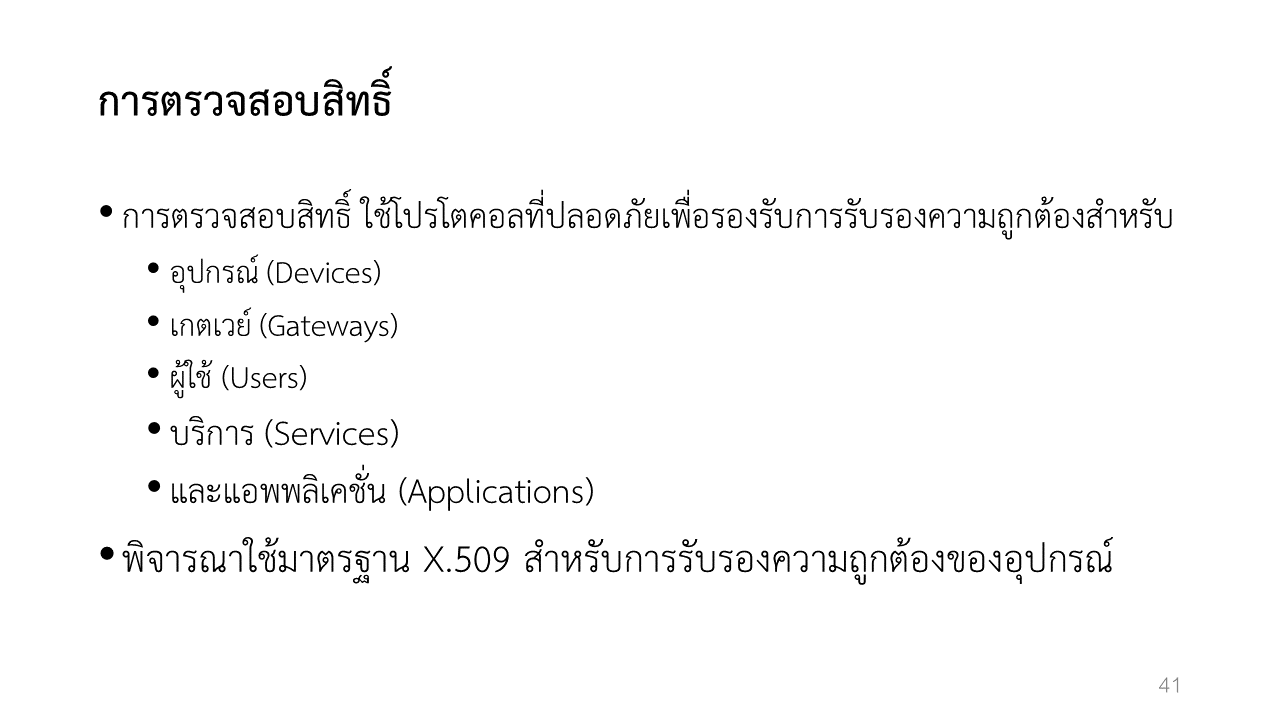 การตรวจสอบสิทธิ์
• การตรวจสอบสิทธิ์ ใช้โปรโตคอลที่ปลอดภัยเพื่อรองรับการรับรองความถูกต้องสำหรับ
• อุปกรณ์ (Devices)
• เกตเวย์ (Gateways)
• ผู้ใช้ (Users)
• บริการ (Services)
• และแอพพลิเคชั่น (Applications)
• พิจารณาใช้มาตรฐาน X.509 สำหรับการรับรองความถูกต้องของอุปกรณ์
41